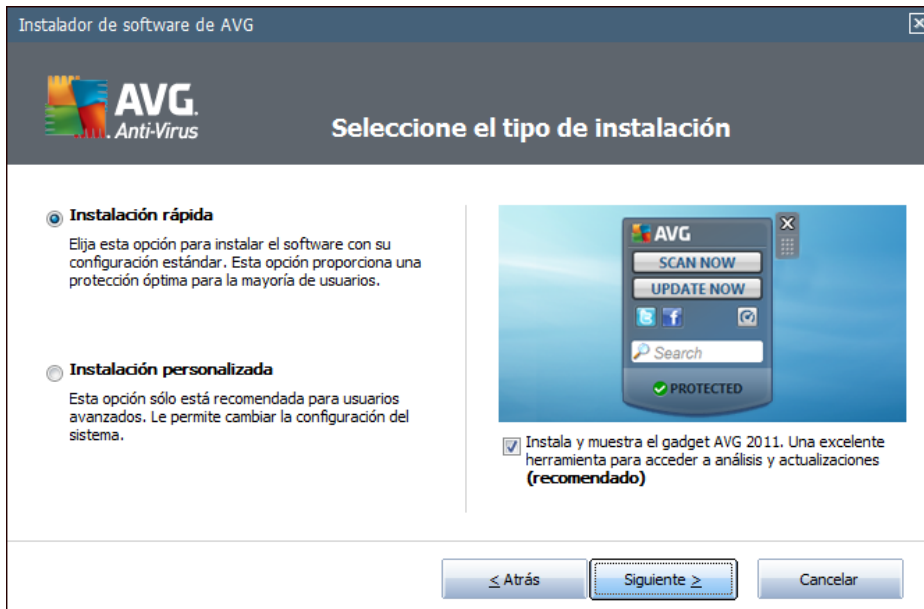 Instalador de software de AVG
AVG.
Anti-Virus
Seleccione el tipo de instalación
Instalación rápida
Elija esta opción para instalar el software con su
configuración estándar. Esta opción proporciona una
protección óptima para la mayoría de usuarios.
Instalación personalizada
Esta opción sólo está recomendada para usuarios
avanzados. Le permite cambiar la configuración del
sistema.
AVG
SCAN NOW
UPDATE NOW
Search
PROTECTED
Instala y muestra el gadget AVG 2011. Una excelente
herramienta para acceder a análisis y actualizaciones
(recomendado)
< Atrás
Siguiente >
Cancelar